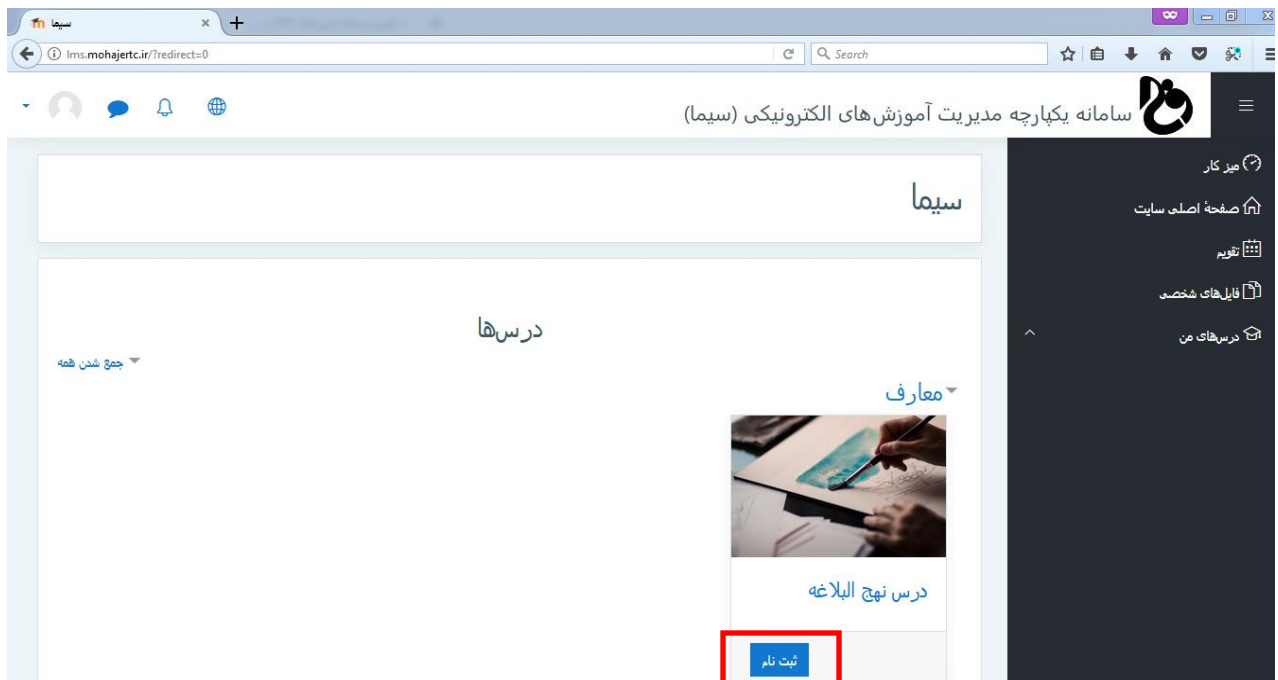 سیما
lms.mohajertc.ir/?redirect=0
Search
سامانه یکپارچه مدیریت آموزش‌های الکترونیکی (سیما)
میز کار
صفحهٔ اصلی سایت
تقویم
فایل‌های شخصی
درس‌های من
سیما
درس‌ها
جمع شدن همه
معارف
درس نهج البلاغه
ثبت نام